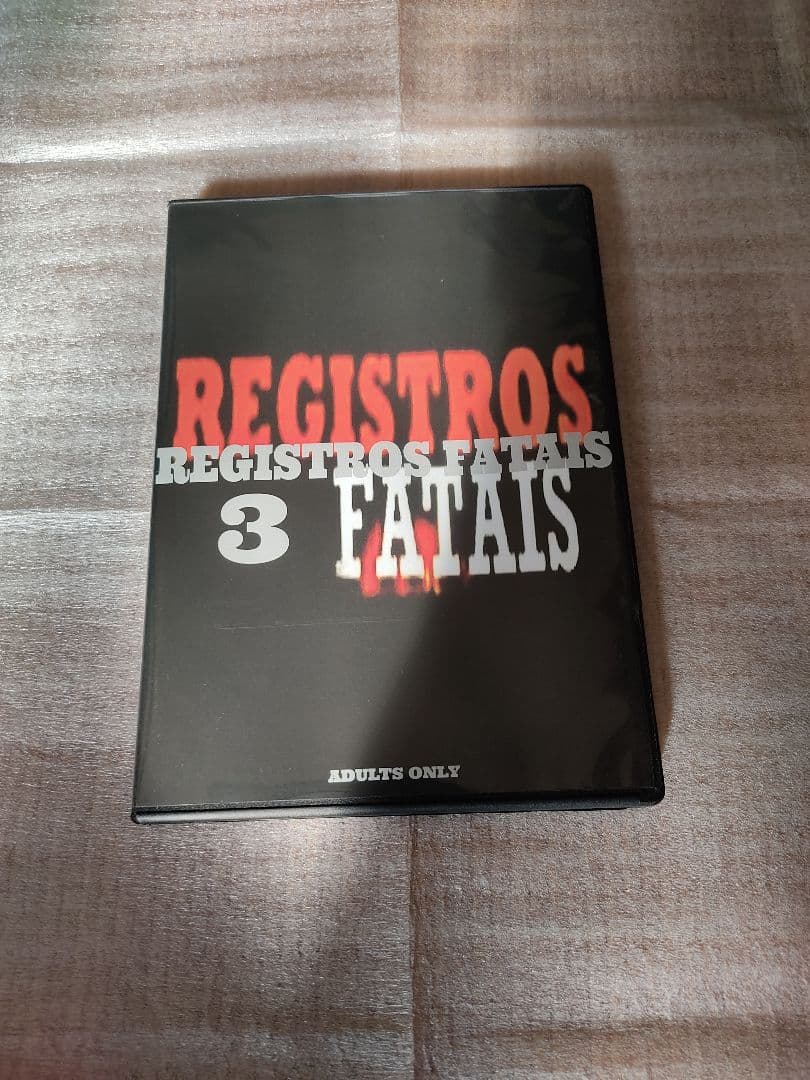 REGISTROS
REGISTROS FATAIS
3
FATAIS
ADULTS ONLY